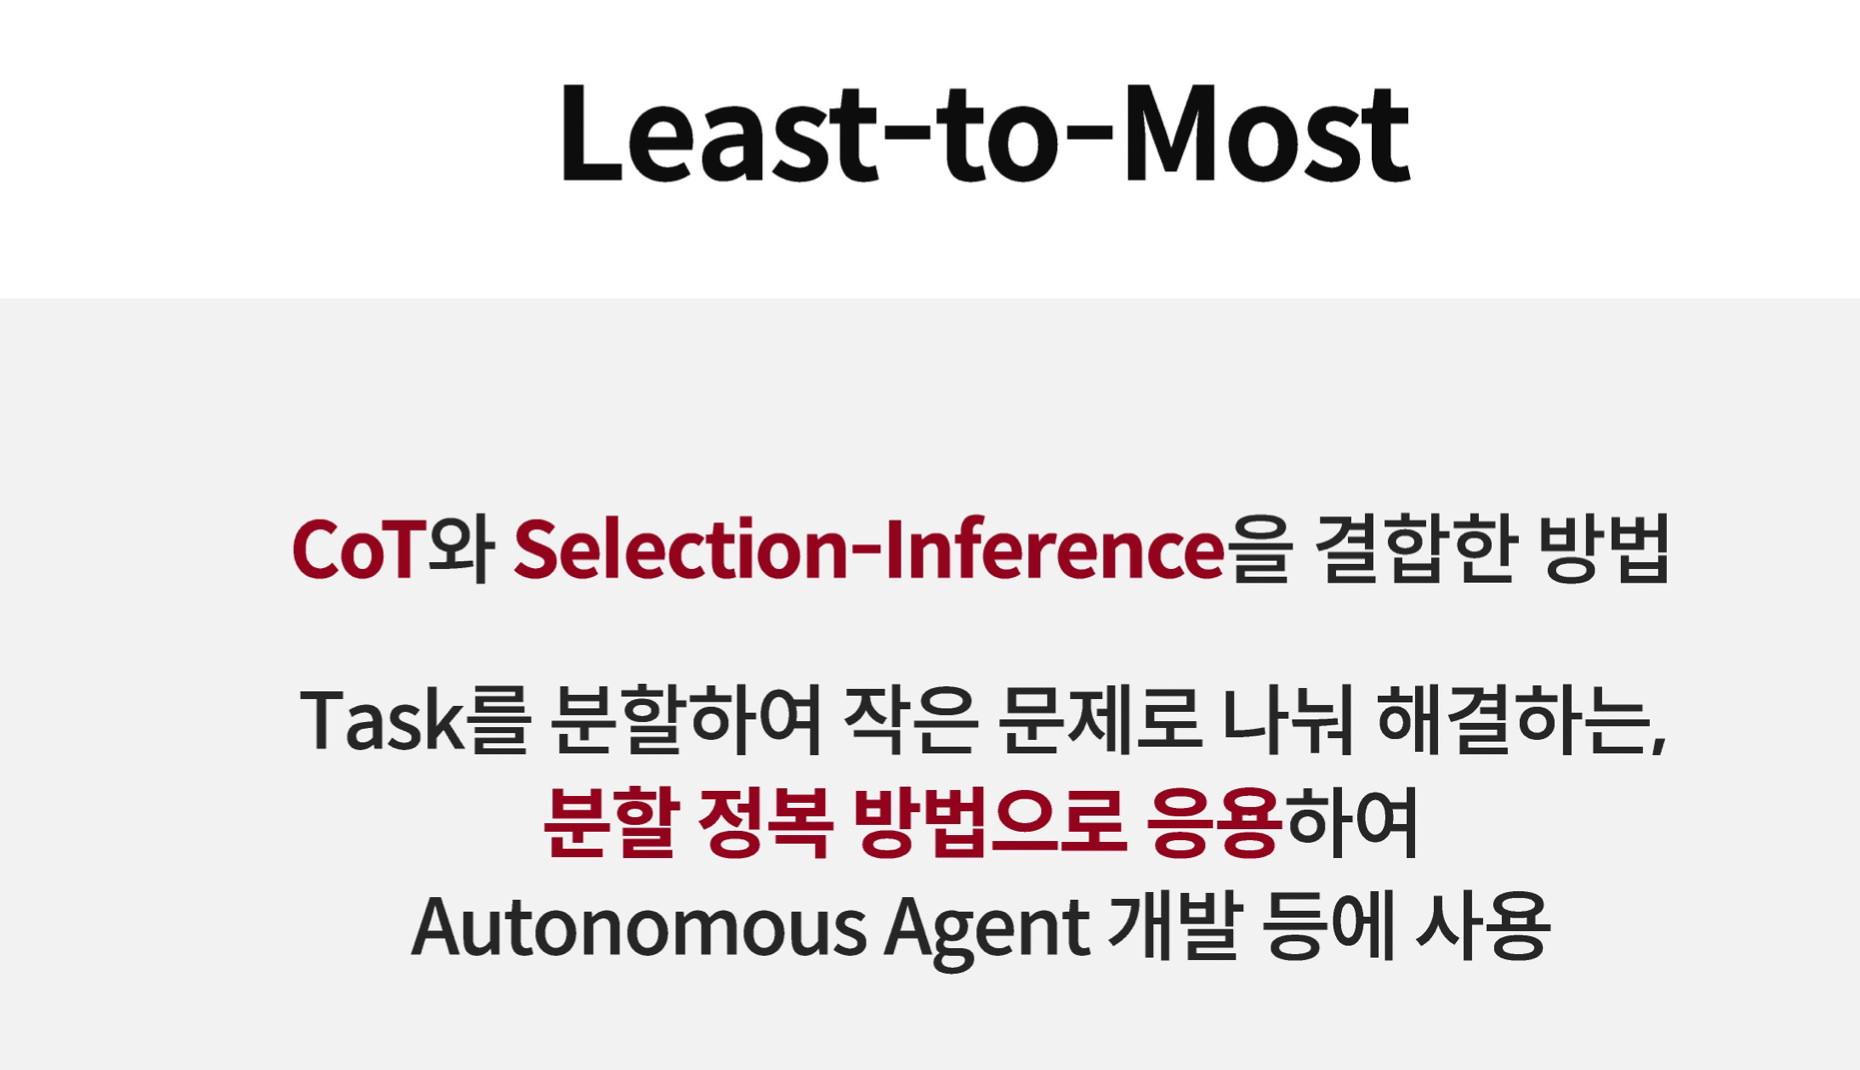 Least-to-Most
CoT와 Selection-Inference을 결합한 방법
Task를 분할하여 작은 문제로 나눠 해결하는,
분할 정복 방법으로 응용하여
Autonomous Agent 개발 등에 사용